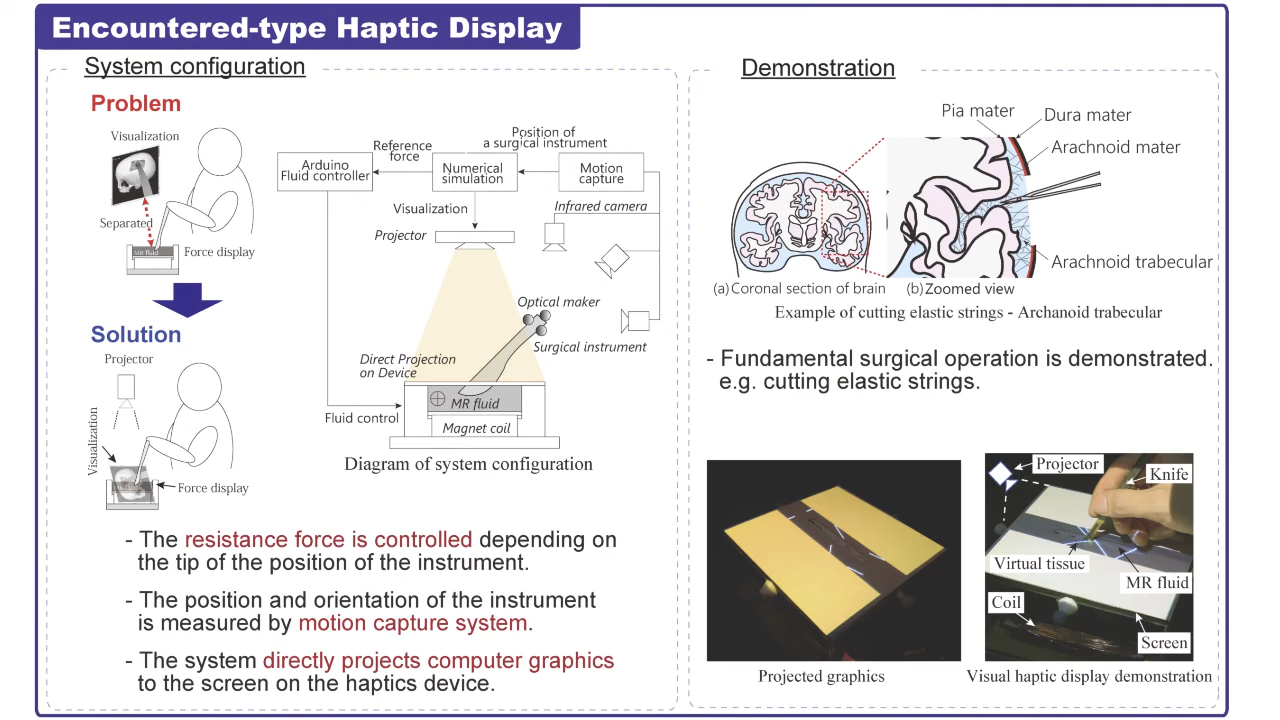 Encountered-type Haptic Display
System configuration
Problem
Visualization
Separated
MR fluid
Force display
Solution
Projector
Visualization
Force display
Position of
a surgical instrument
Reference
force
Arduino
Fluid controller
Numerical
simulation
Motion
capture
Visualization
Infrared camera
Projector
Optical maker
Surgical instrument
Direct Projection
on Device
MR fluid
Fluid control
Magnet coil
Diagram of system configuration
- The resistance force is controlled depending on
the tip of the position of the instrument.
- The position and orientation of the instrument
is measured by motion capture system.
- The system directly projects computer graphics
to the screen on the haptics device.
Demonstration
Pia mater
Dura mater
Arachnoid mater
Arachnoid trabecular
(a) Coronal section of brain
(b) Zoomed view
Example of cutting elastic strings - Archanoid trabecular
- Fundamental surgical operation is demonstrated.
e.g. cutting elastic strings.
Projector
Knife
Virtual tissue
MR fluid
Coil
Screen
Projected graphics
Visual haptic display demonstration